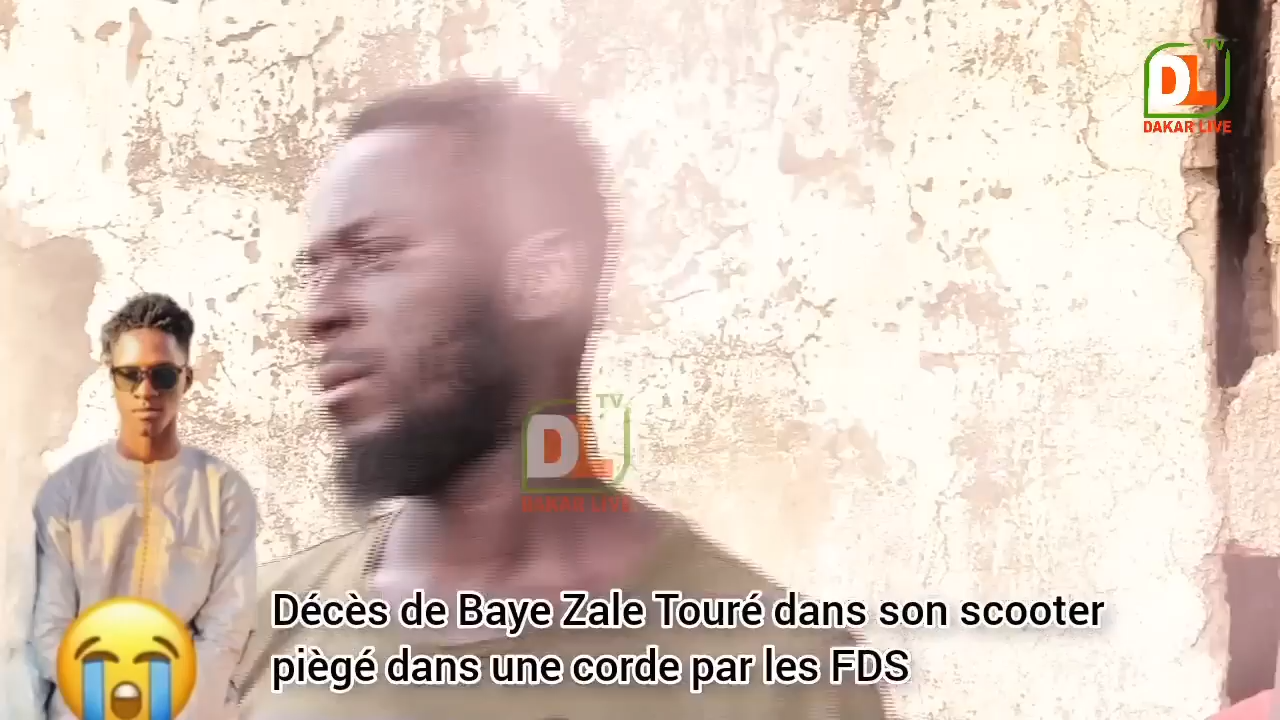 TV
DL
DAKAR LIVE
TV
DL
DAKAR LIVE
Décès de Baye Zale Touré dans son scooter
piègé dans une corde par les FDS